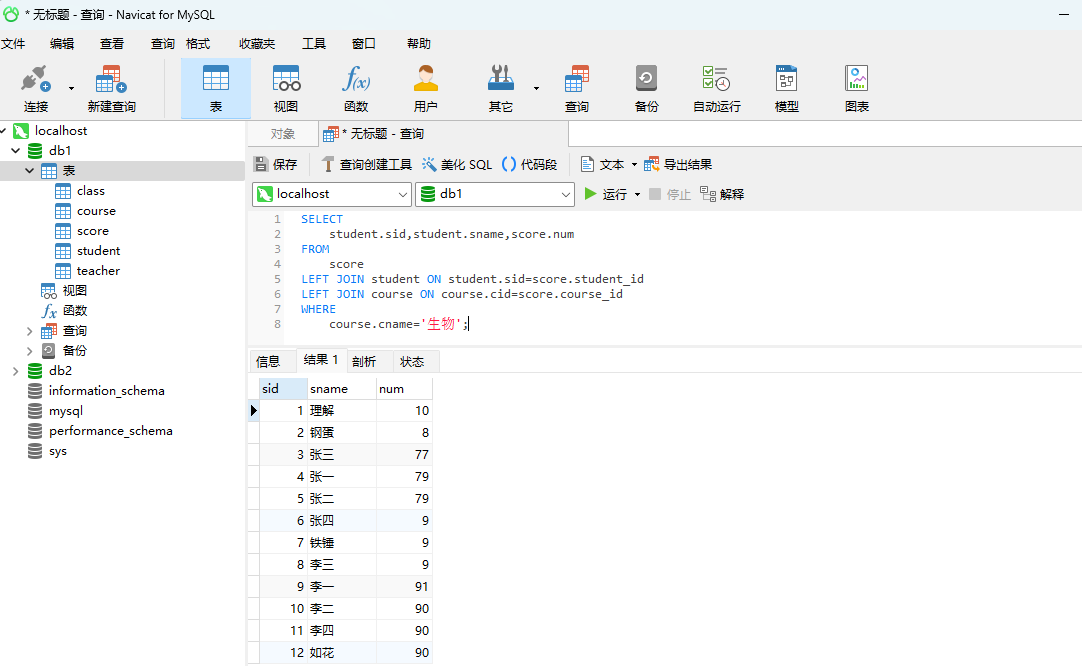 * 无标题 - 查询 - Navicat for MySQL
文件 编辑 查看 查询 格式 收藏夹 工具 窗口 帮助
连接 新建查询 表 视图 函数 用户 其它 查询 备份 自动运行 模型 图表
localhost
db1
表
class
course
score
student
teacher
视图
函数
查询
备份
db2
information_schema
mysql
performance_schema
sys
对象 * 无标题 - 查询
保存 查询创建工具 美化 SQL 代码段 文本 导出结果
localhost db1 运行 停止 解释
1 SELECT
2 student.sid,student.sname,score.num
3 FROM
4 score
5 LEFT JOIN student ON student.sid=score.student_id
6 LEFT JOIN course ON course.cid=score.course_id
7 WHERE
8 course.cname='生物';
信息 结果 1 剖析 状态
sid sname num
1 理解 10
2 钢蛋 8
3 张三 77
4 张一 79
5 张二 79
6 张四 9
7 铁锤 9
8 李三 9
9 李一 91
10 李二 90
11 李四 90
12 如花 90